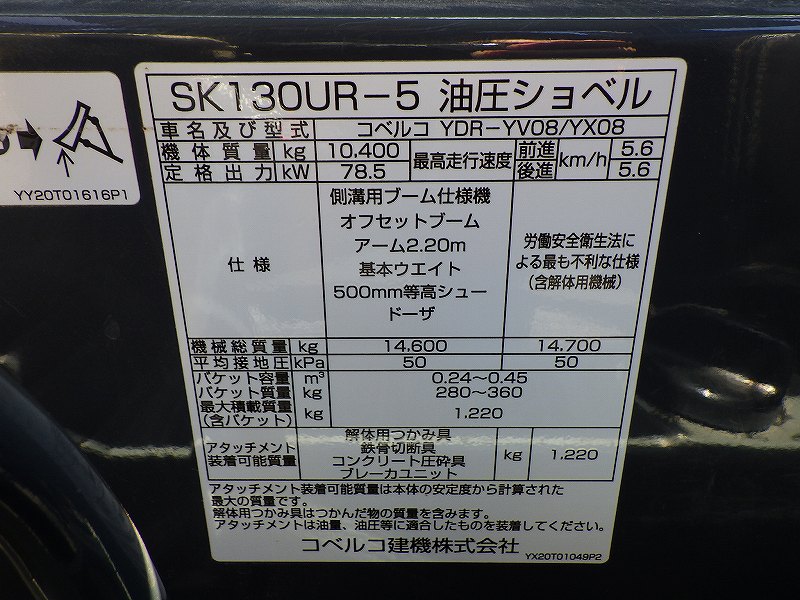 YY20T01616P1
SK130UR-5 油圧ショベル
車名及び型式 コベルコ YDR-YV08/YX08
機体質量 kg 10,400 最高走行速度 前進 km/h 5.6
定格出力 kW 78.5 後進 5.6
仕様
側溝用ブーム仕様機
オフセットブーム
アーム2.20m
基本ウエイト
500mm等高シュー
ドーザ
労働安全衛生法に
よる最も不利な仕様
(含解体用機械)
機械総質量 kg 14,600 14,700
平均接地圧 kPa 50 50
バケット容量 m³ 0.24～0.45
バケット質量 kg 280～360
最大積載質量
(含バケット) kg 1,220
アタッチメント
装着可能質量
解体用つかみ具
鉄骨切断具
コンクリート圧砕具
ブレーカユニット
kg 1,220
アタッチメント装着可能質量は本体の安定度から計算された
最大の質量です。
解体用つかみ具はつかんだ物の質量を含みます。
アタッチメントは油量、油圧等に適合したものを装着してください。
コベルコ建機株式会社
YX20T01049P2